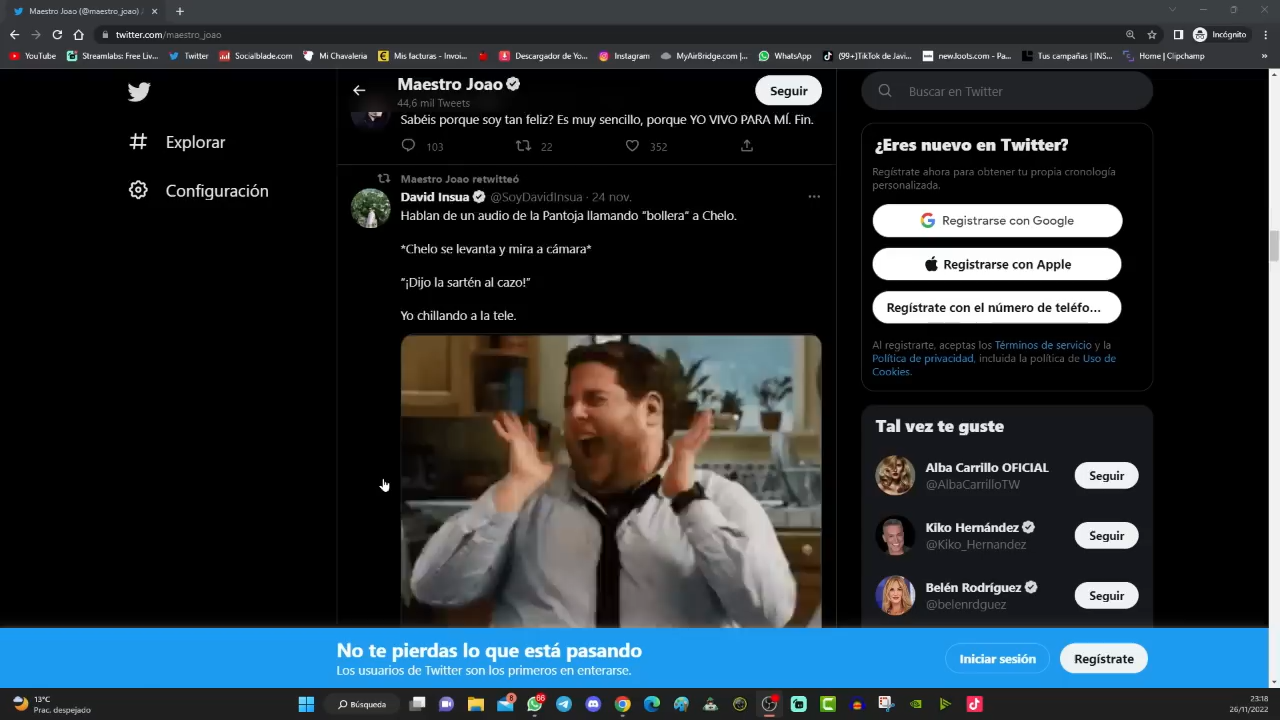 Maestro Joao (@maestro_joao) /
twitter.com/maestro_joao
Incógnito
YouTube
Streamlabs: Free Liv...
Twitter
Socialblade.com
Mi Chavaleria
Mis facturas - Invoi...
Descargador de Yo...
Instagram
MyAirBridge.com |
WhatsApp
(99+)TikTok de Javi...
new.loots.com - Pa...
Tus campañas | INS...
Home | Clipchamp
Explorar
Configuración
Maestro Joao
44,6 mil Tweets
Seguir
Sabéis porque soy tan feliz? Es muy sencillo, porque YO VIVO PARA MÍ. Fin.
103 22 352
Maestro Joao retwitteó
David Insua @SoyDavidInsua · 24 nov.
Hablan de un audio de la Pantoja llamando "bollera" a Chelo.
*Chelo se levanta y mira a cámara*
"¡Dijo la sartén al cazo!"
Yo chillando a la tele.
Buscar en Twitter
¿Eres nuevo en Twitter?
Regístrate ahora para obtener tu propia cronología
personalizada.
Registrarse con Google
Registrarse con Apple
Regístrate con el número de teléfo...
Al registrarte, aceptas los Términos de servicio y la
Política de privacidad, incluida la política de Uso de
Cookies.
Tal vez te guste
Alba Carrillo OFICIAL
@AlbaCarrilloTW
Seguir
Kiko Hernández
@Kiko_Hernandez
Seguir
Belén Rodríguez
@belenrdguez
Seguir
No te pierdas lo que está pasando
Los usuarios de Twitter son los primeros en enterarse.
Iniciar sesión
Regístrate
13°C
Prac. despejado
Búsqueda
23:18
26/11/2022